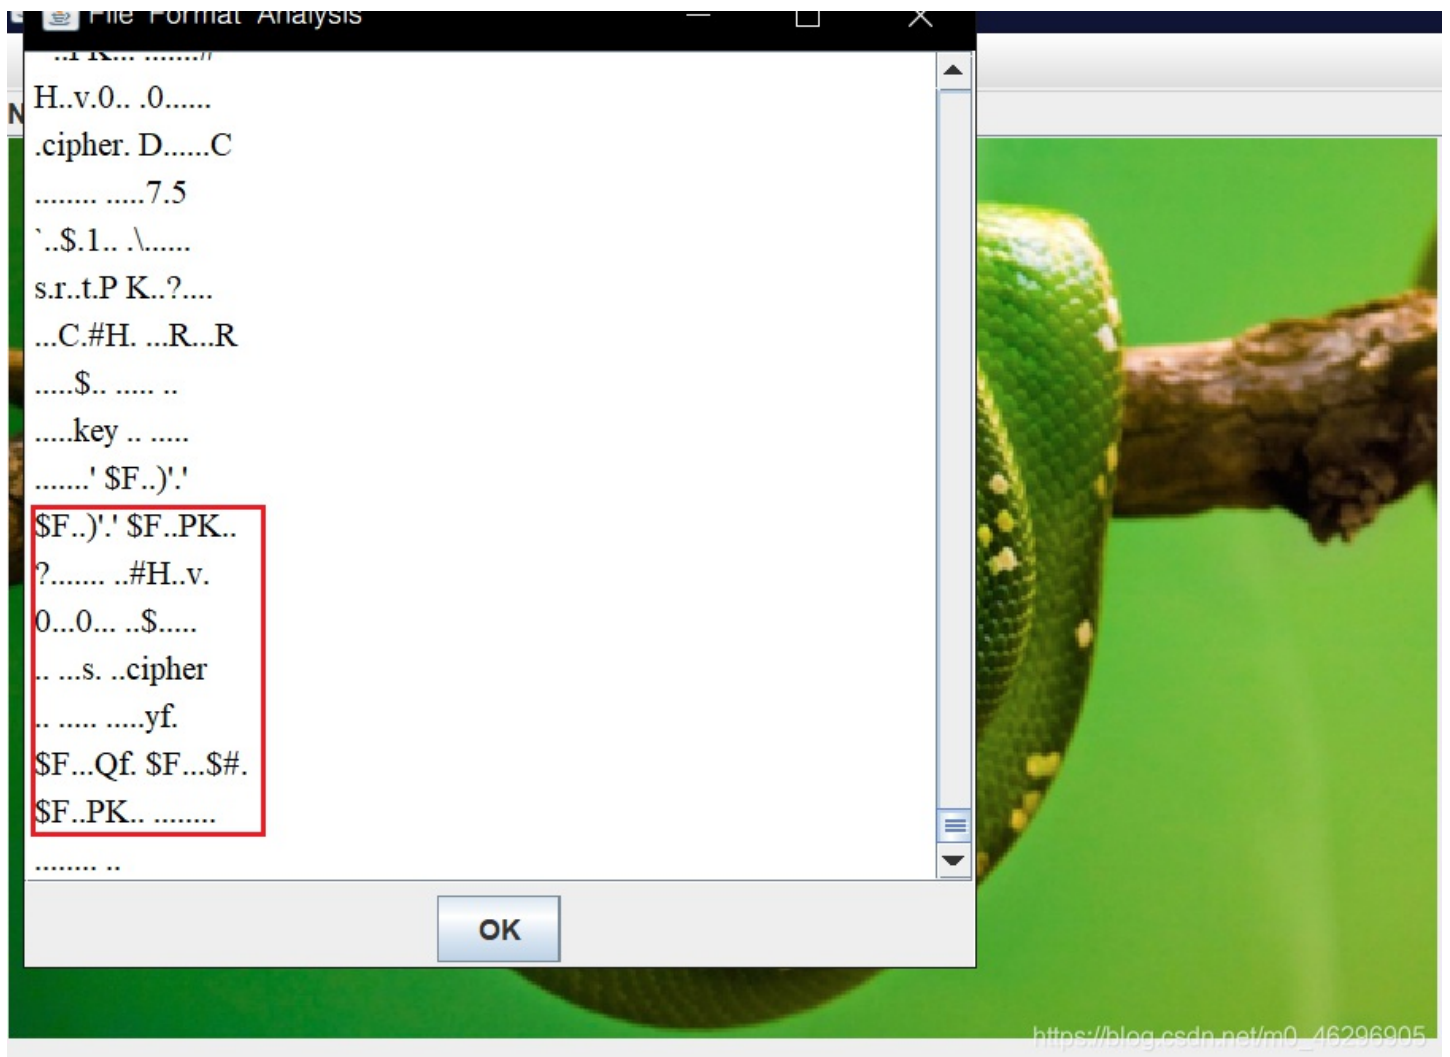 File Format Analysis
N
H..v.0.. .0......
.cipher. D......C
........ .....7.5
`..$.1.. .\......
s.r..t.P K..?....
...C.#H. ...R...R
.....$.. ..... ..
.....key .. .....
.......' $F..)'.'
$F..)'.' $F..PK..
?....... ..#H..v.
0...0... ..$.....
.. ...s. ..cipher
.. ..... .....yf.
$F...Qf. $F...$#.
$F..PK.. ........
........ ..
OK
https://blog.csdn.net/m0_46296905